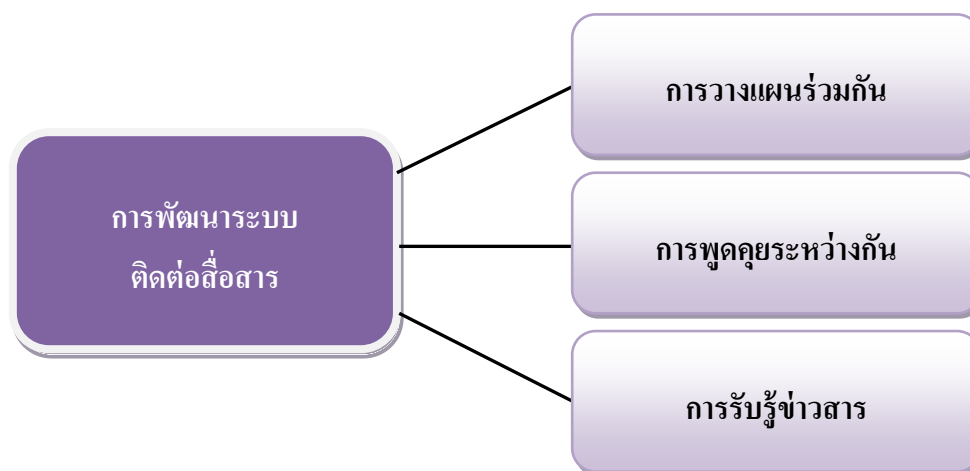 การพัฒนาระบบ
ติดต่อสื่อสาร
การวางแผนร่วมกัน
การพูดคุยระหว่างกัน
การรับรู้ข่าวสาร